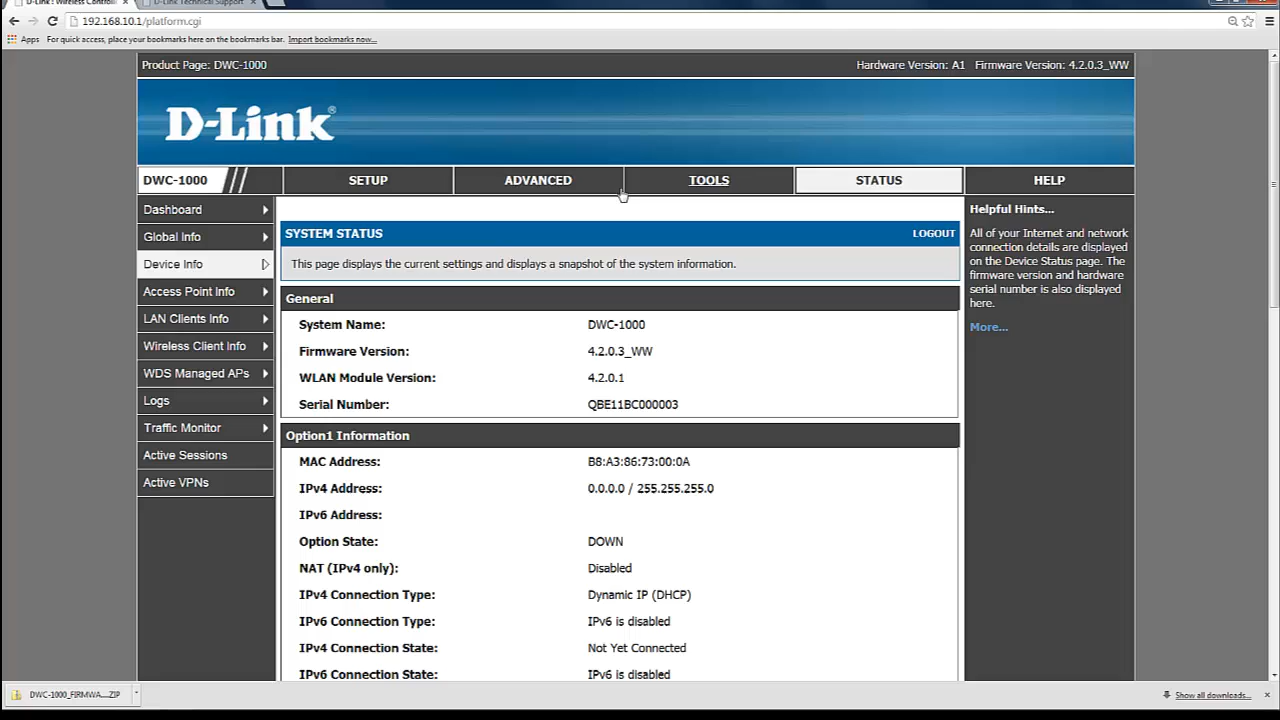 D-Link : Wireless Controll
D-Link Technical Support
192.168.10.1/platform.cgi
Apps For quick access, place your bookmarks here on the bookmarks bar. Import bookmarks now...
Product Page: DWC-1000 Hardware Version: A1 Firmware Version: 4.2.0.3_WW
D-Link®
DWC-1000 SETUP ADVANCED TOOLS STATUS HELP
Dashboard
Global Info
Device Info
Access Point Info
LAN Clients Info
Wireless Client Info
WDS Managed APs
Logs
Traffic Monitor
Active Sessions
Active VPNs
SYSTEM STATUS LOGOUT
This page displays the current settings and displays a snapshot of the system information.
General
System Name: DWC-1000
Firmware Version: 4.2.0.3_WW
WLAN Module Version: 4.2.0.1
Serial Number: QBE11BC000003
Option1 Information
MAC Address: B8:A3:86:73:00:0A
IPv4 Address: 0.0.0.0 / 255.255.255.0
IPv6 Address:
Option State: DOWN
NAT (IPv4 only): Disabled
IPv4 Connection Type: Dynamic IP (DHCP)
IPv6 Connection Type: IPv6 is disabled
IPv4 Connection State: Not Yet Connected
IPv6 Connection State: IPv6 is disabled
Helpful Hints...
All of your Internet and network
connection details are displayed
on the Device Status page. The
firmware version and hardware
serial number is also displayed
here.
More...
DWC-1000_FIRMWA....ZIP
Show all downloads...